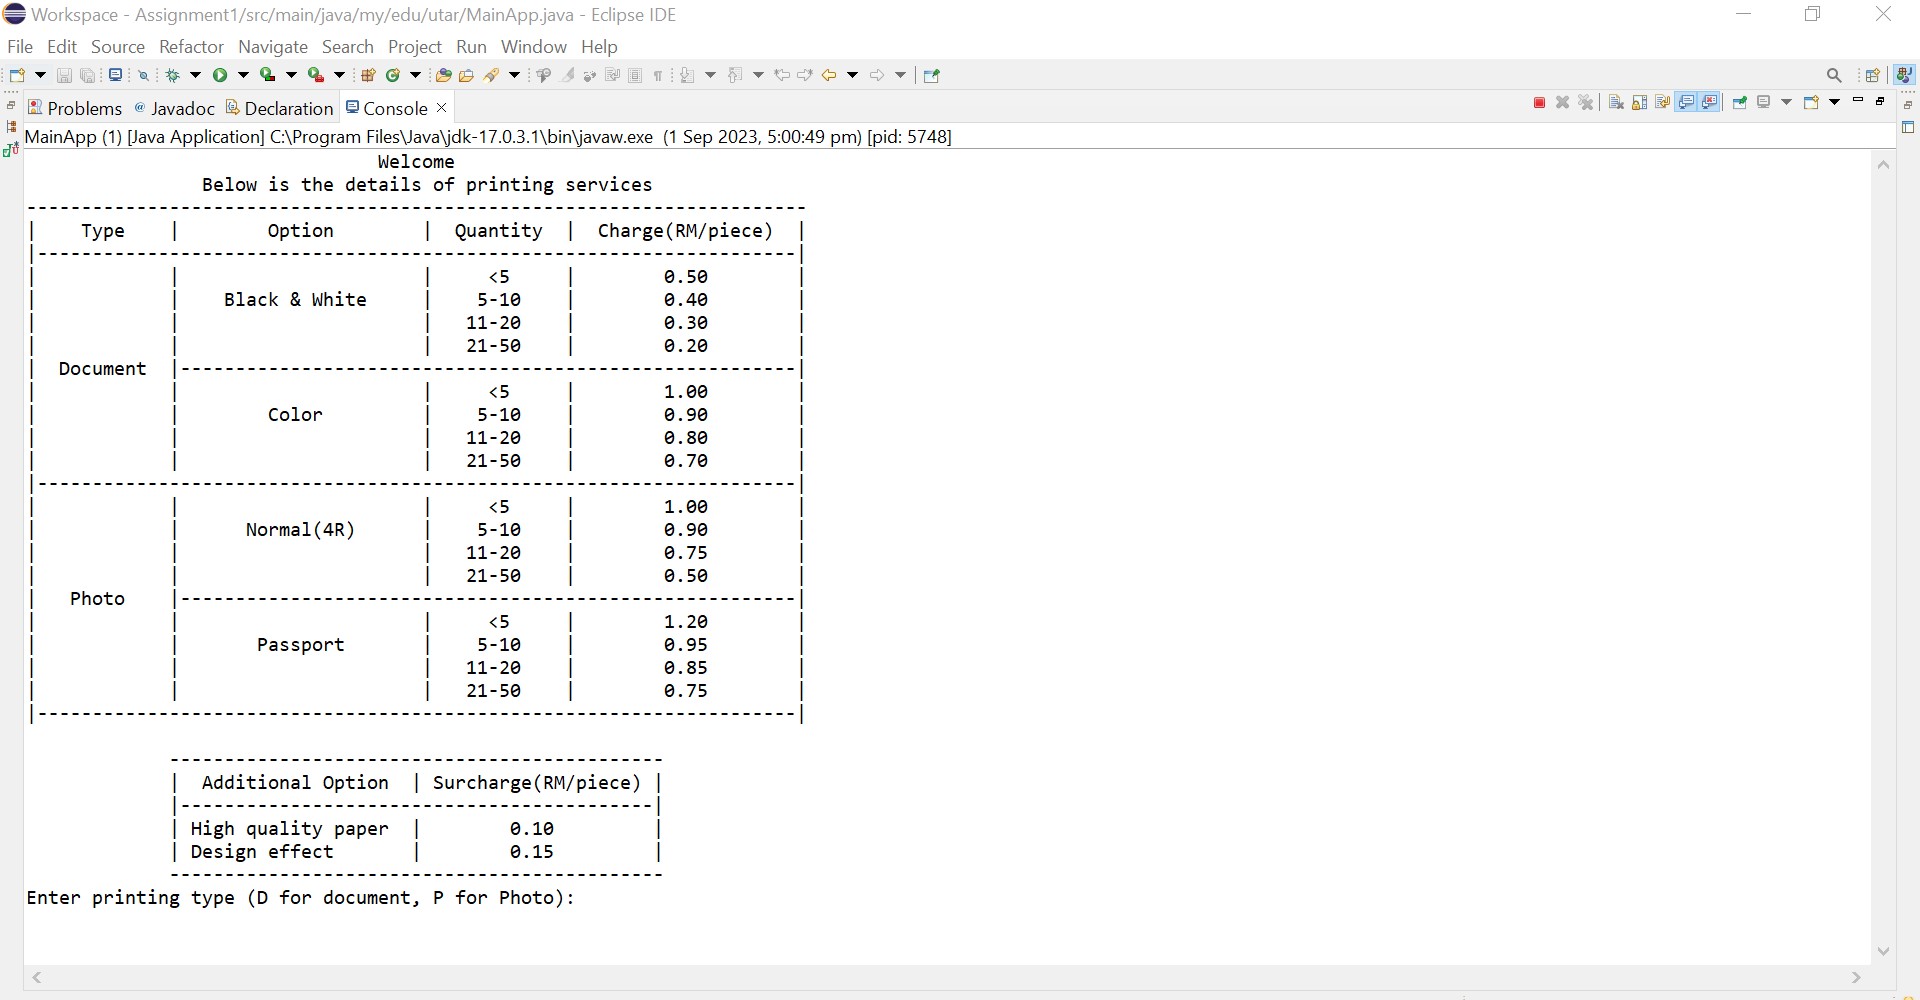 Workspace - Assignment1/src/main/java/my/edu/utar/MainApp.java - Eclipse IDE
File Edit Source Refactor Navigate Search Project Run Window Help
Problems @ Javadoc Declaration Console
MainApp (1) [Java Application] C:\Program Files\Java\jdk-17.0.3.1\bin\javaw.exe (1 Sep 2023, 5:00:49 pm) [pid: 5748]
Welcome
Below is the details of printing services
-----------------------------------------------------------------------
| Type | Option | Quantity | Charge(RM/piece) |
|---------------------------------------------------------------------|
| | | <5 | 0.50 |
| | Black & White | 5-10 | 0.40 |
| | | 11-20 | 0.30 |
| | | 21-50 | 0.20 |
| Document |--------------------------------------------------------|
| | | <5 | 1.00 |
| | Color | 5-10 | 0.90 |
| | | 11-20 | 0.80 |
| | | 21-50 | 0.70 |
|---------------------------------------------------------------------|
| | | <5 | 1.00 |
| | Normal(4R) | 5-10 | 0.90 |
| | | 11-20 | 0.75 |
| | | 21-50 | 0.50 |
| Photo |--------------------------------------------------------|
| | | <5 | 1.20 |
| | Passport | 5-10 | 0.95 |
| | | 11-20 | 0.85 |
| | | 21-50 | 0.75 |
|---------------------------------------------------------------------|
---------------------------------------------
| Additional Option | Surcharge(RM/piece) |
|-------------------------------------------|
| High quality paper | 0.10 |
| Design effect | 0.15 |
---------------------------------------------
Enter printing type (D for document, P for Photo):